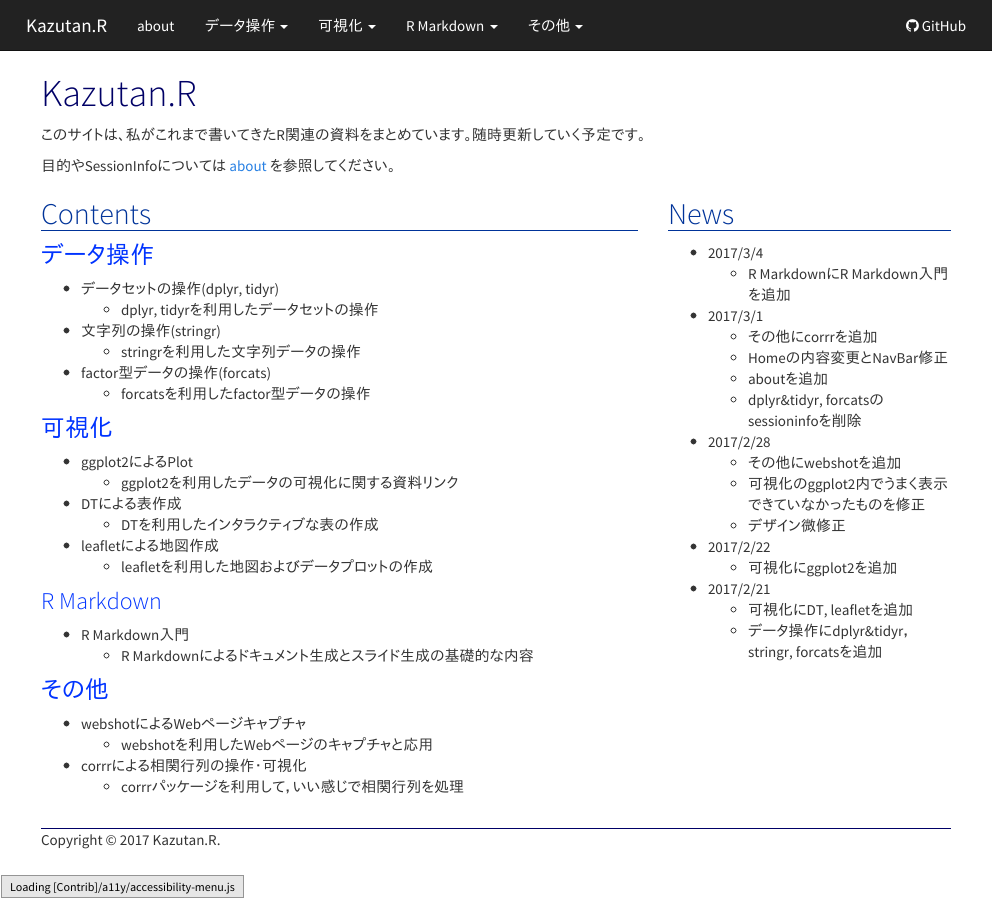 Kazutan.R about データ操作 可視化 R Markdown その他 GitHub
Kazutan.R
このサイトは、私がこれまで書いてきたR関連の資料をまとめています。随時更新していく予定です。
目的やSessionInfoについては about を参照してください。
Contents
データ操作
データセットの操作(dplyr, tidyr)
dplyr, tidyrを利用したデータセットの操作
文字列の操作(stringr)
stringrを利用した文字列データの操作
factor型データの操作(forcats)
forcatsを利用したfactor型データの操作
可視化
ggplot2によるPlot
ggplot2を利用したデータの可視化に関する資料リンク
DTによる表作成
DTを利用したインタラクティブな表の作成
leafletによる地図作成
leafletを利用した地図およびデータプロットの作成
R Markdown
R Markdown入門
R Markdownによるドキュメント生成とスライド生成の基礎的な内容
その他
webshotによるWebページキャプチャ
webshotを利用したWebページのキャプチャと応用
corrrによる相関行列の操作・可視化
corrrパッケージを利用して，いい感じで相関行列を処理
News
2017/3/4
R MarkdownにR Markdown入門
を追加
2017/3/1
その他にcorrrを追加
Homeの内容変更とNavBar修正
aboutを追加
dplyr&tidyr, forcatsの
sessioninfoを削除
2017/2/28
その他にwebshotを追加
可視化のggplot2内でうまく表示
できていなかったものを修正
デザイン微修正
2017/2/22
可視化にggplot2を追加
2017/2/21
可視化にDT, leafletを追加
データ操作にdplyr&tidyr，
stringr, forcatsを追加
Copyright © 2017 Kazutan.R.
Loading [Contrib]/a11y/accessibility-menu.js